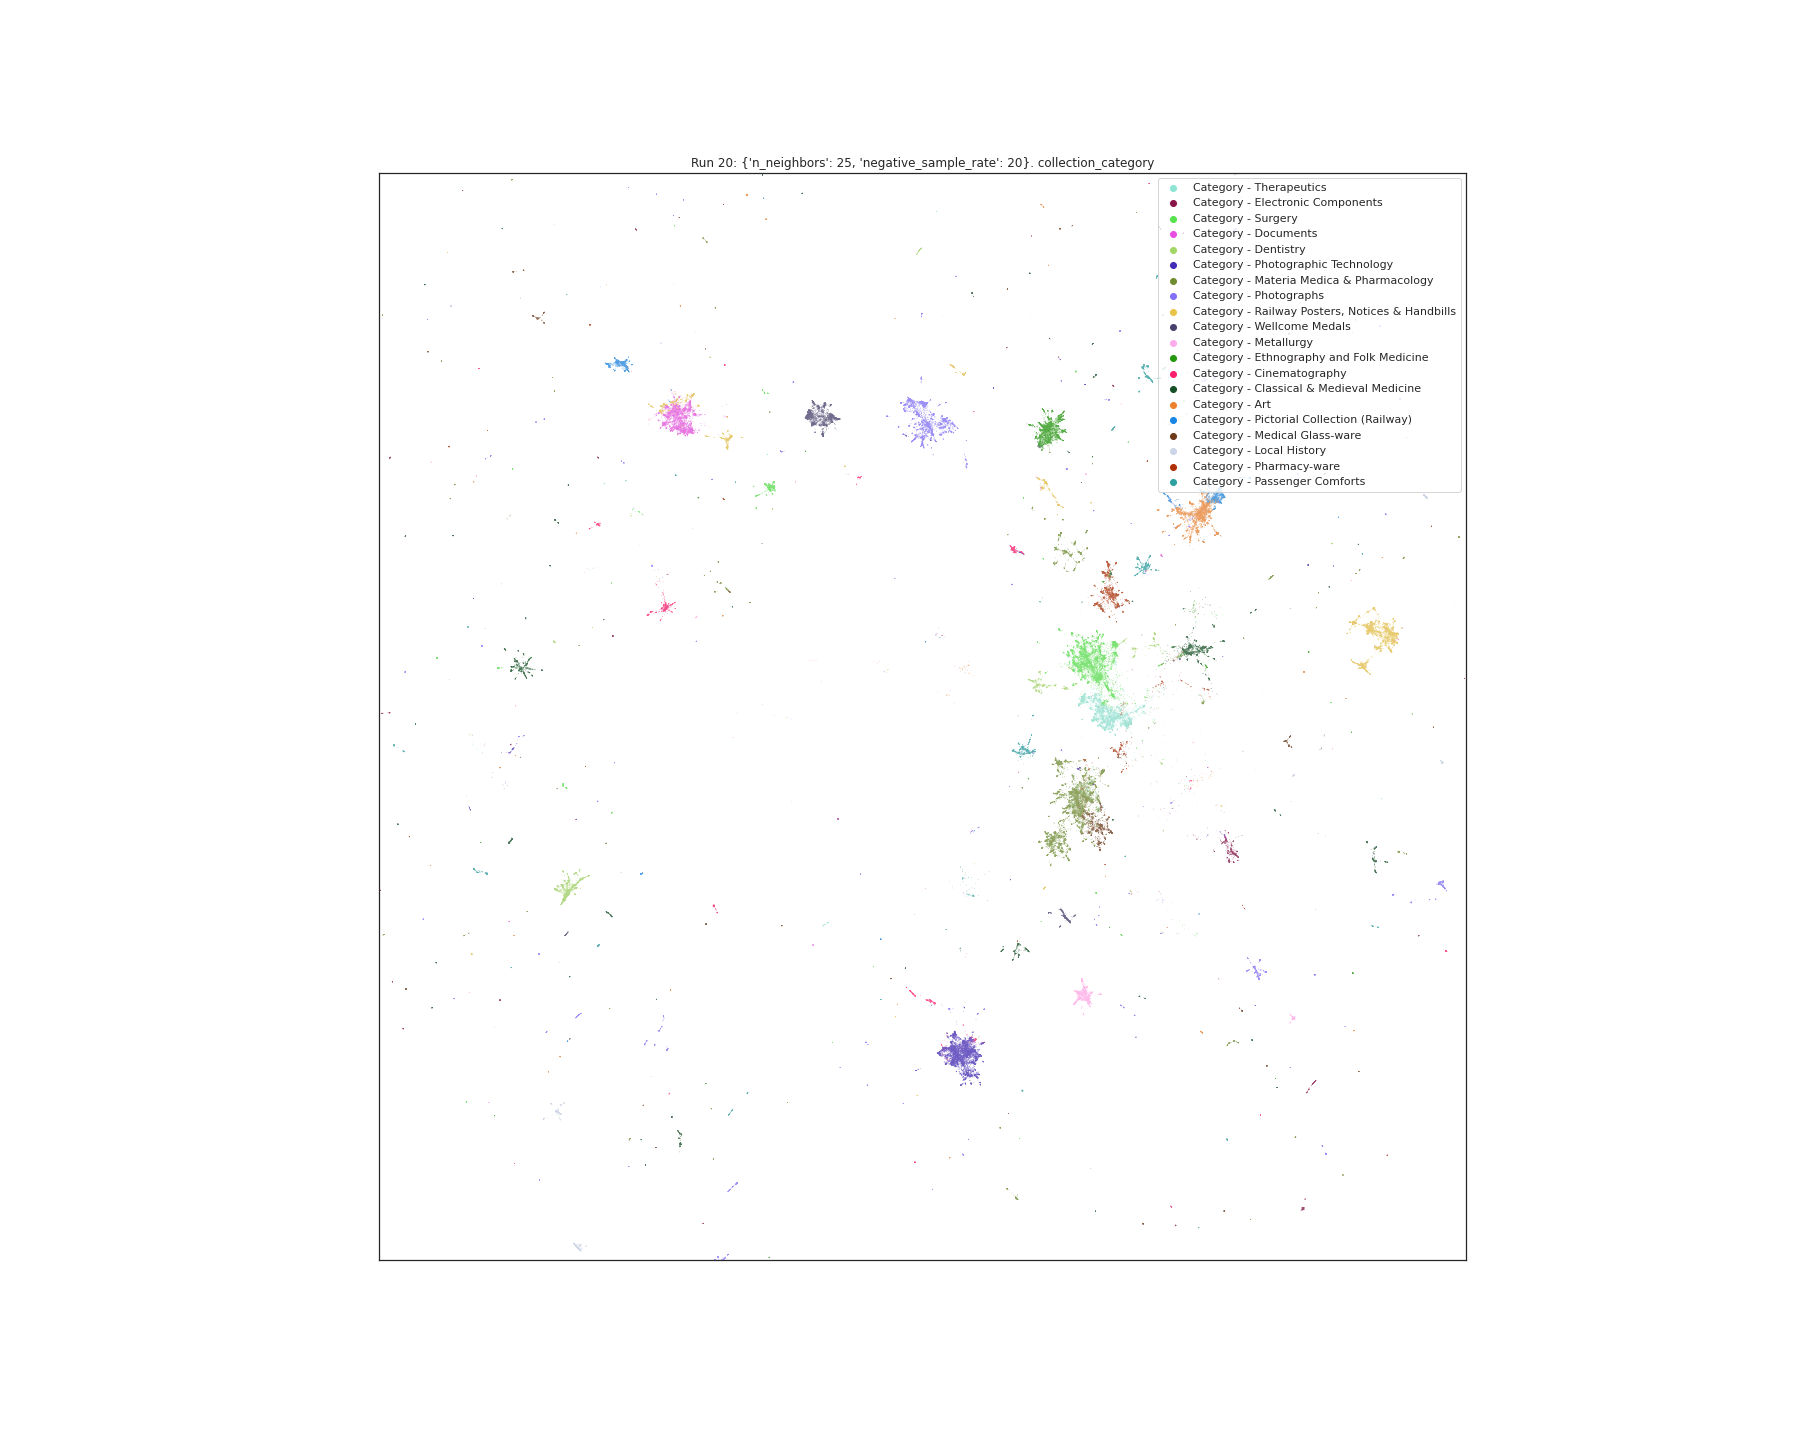 Run 20: {'n_neighbors': 25, 'negative_sample_rate': 20}. collection_category
Category - Therapeutics
Category - Electronic Components
Category - Surgery
Category - Documents
Category - Dentistry
Category - Photographic Technology
Category - Materia Medica & Pharmacology
Category - Photographs
Category - Railway Posters, Notices & Handbills
Category - Wellcome Medals
Category - Metallurgy
Category - Ethnography and Folk Medicine
Category - Cinematography
Category - Classical & Medieval Medicine
Category - Art
Category - Pictorial Collection (Railway)
Category - Medical Glass-ware
Category - Local History
Category - Pharmacy-ware
Category - Passenger Comforts